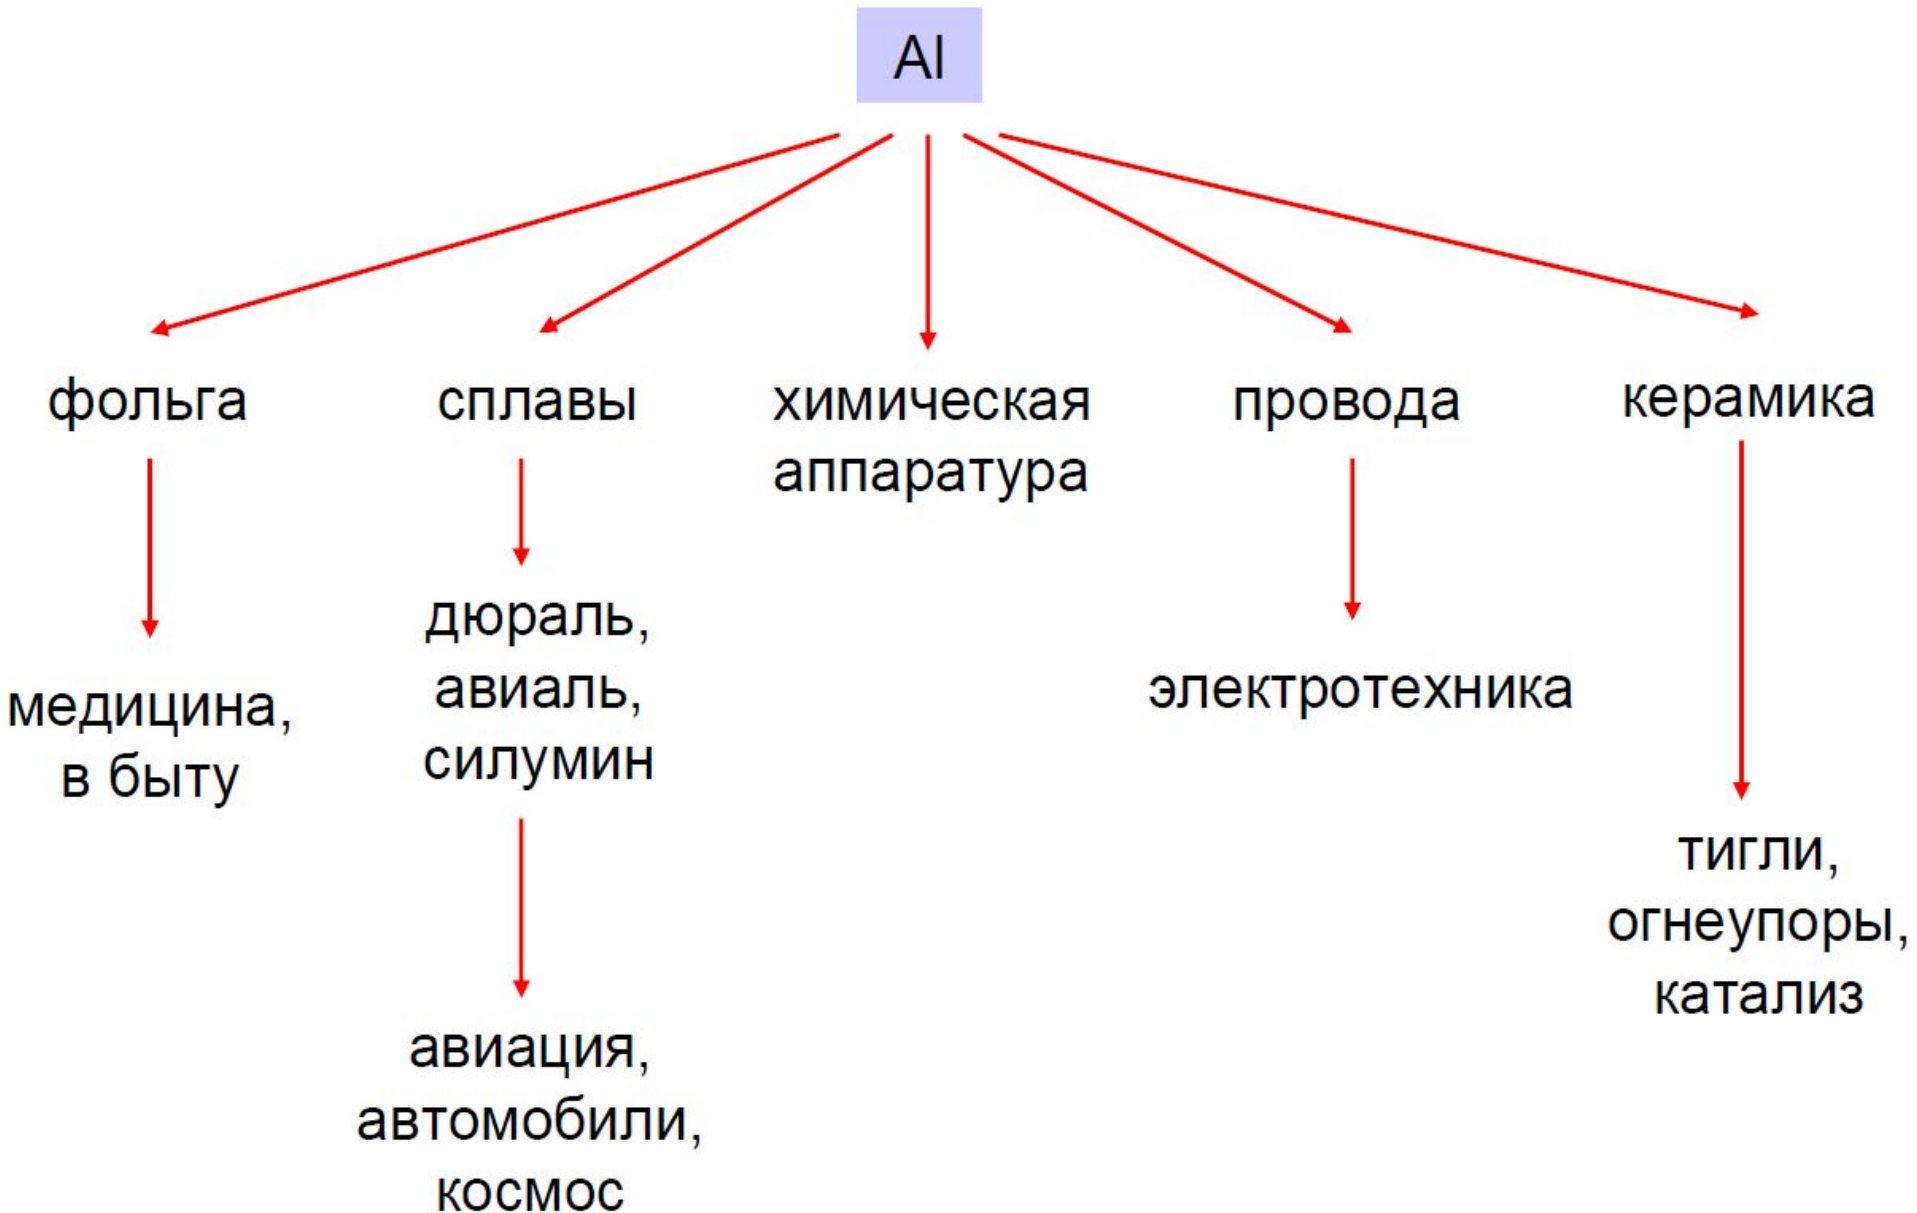 Al
фольга
сплавы
химическая
аппаратура
провода
керамика
медицина,
в быту
дюраль,
авиаль,
силумин
электротехника
тигли,
огнеупоры,
катализ
авиация,
автомобили,
космос